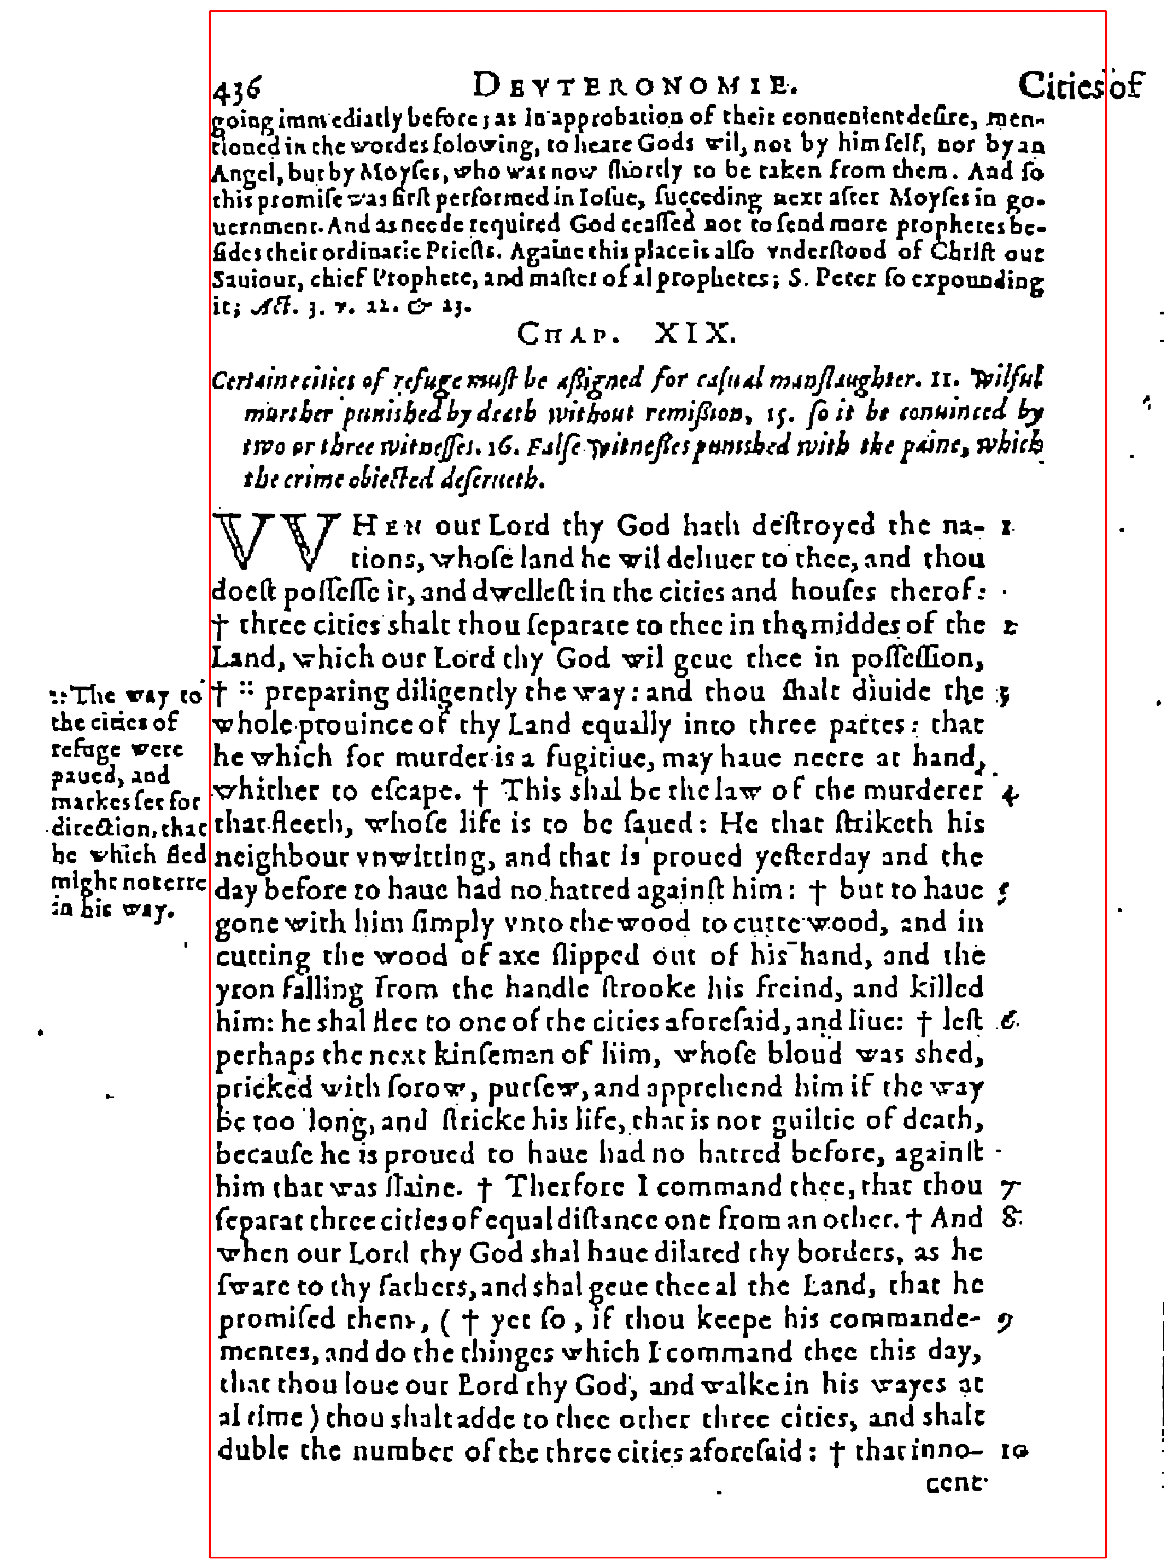 436 DEVTERONOMIE. Cities of
going immediatly before; as in approbation of their conuenient desire, men-
tioned in the wordes folowing, to heare Gods wil, not by him self, nor by an
Angel, but by Moyses, who was now shortly to be taken from them. And so
this promise was first performed in Iosue, succeding next after Moyses in go-
uernment. And as neede required God ceassed not to send more prophetes be-
sides their ordinarie Priests. Againe this place is also vnderstood of Christ our
Sauiour, chief Prophete, and master of al prophetes; S. Peter so expounding
it; Act. 3. v. 22. & 23.
CHAP. XIX.
Certaine cities of refuge must be assigned for casual manslaughter. 11. Wilful
murther punished by death without remission, 15. so it be conuinced by
two or three witnesses. 16. False witnesses punished with the paine, which
the crime obiected deserueth.
VVHEN our Lord thy God hath destroyed the na- 1
tions, whose land he wil deliuer to thee, and thou
doest possesse it, and dwellest in the cities and houses therof:
† three cities shalt thou separate to thee in the middes of the 2
Land, which our Lord thy God wil geue thee in possession,
† :: preparing diligently the way: and thou shalt diuide the 3
whole prouince of thy Land equally into three partes: that
he which for murder is a fugitiue, may haue neere at hand,
whither to escape. † This shal be the law of the murderer 4
that fleeth, whose life is to be saued: He that striketh his
neighbour vnwitting, and that is proued yesterday and the
day before to haue had no hatred against him: † but to haue 5
gone with him simply vnto the wood to cutte wood, and in
cutting the wood of axe slipped out of his hand, and the
yron falling from the handle strooke his freind, and killed
him: he shal flee to one of the cities aforesaid, and liue: † lest 6
perhaps the next kinseman of him, whose bloud was shed,
pricked with sorow, pursew, and apprehend him if the way
be too long, and stricke his life, that is not guiltie of death,
because he is proued to haue had no hatred before, against
him that was slaine. † Therfore I command thee, that thou 7
separat three cities of equal distance one from an other. † And 8
when our Lord thy God shal haue dilated thy borders, as he
sware to thy fathers, and shal geue thee al the Land, that he
promised them, ( † yet so, if thou keepe his commande- 9
mentes, and do the thinges which I command thee this day,
that thou loue our Lord thy God, and walke in his wayes at
al time ) thou shalt adde to thee other three cities, and shalt
duble the number of the three cities aforesaid: † that inno- 10
cent
:: The way to
the cities of
refuge were
paued, and
markes set for
direction, that
he which fled
might not erre
in his way.